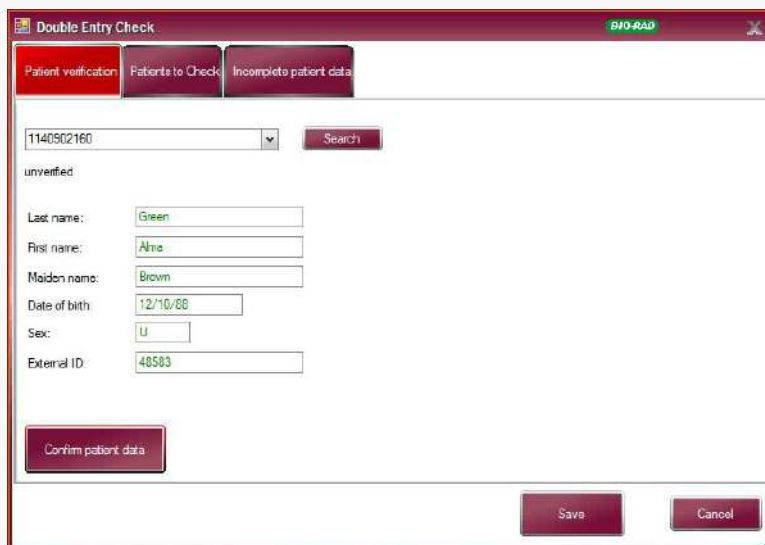 Double Entry Check
BIO-RAD
Patient verification
Patients to Check
Incomplete patient data
1140902160
Search
unverified
Last name:
Green
First name:
Alma
Maiden name:
Brown
Date of birth
12/10/88
Sex:
U
External ID:
48583
Confirm patient data
Save
Cancel